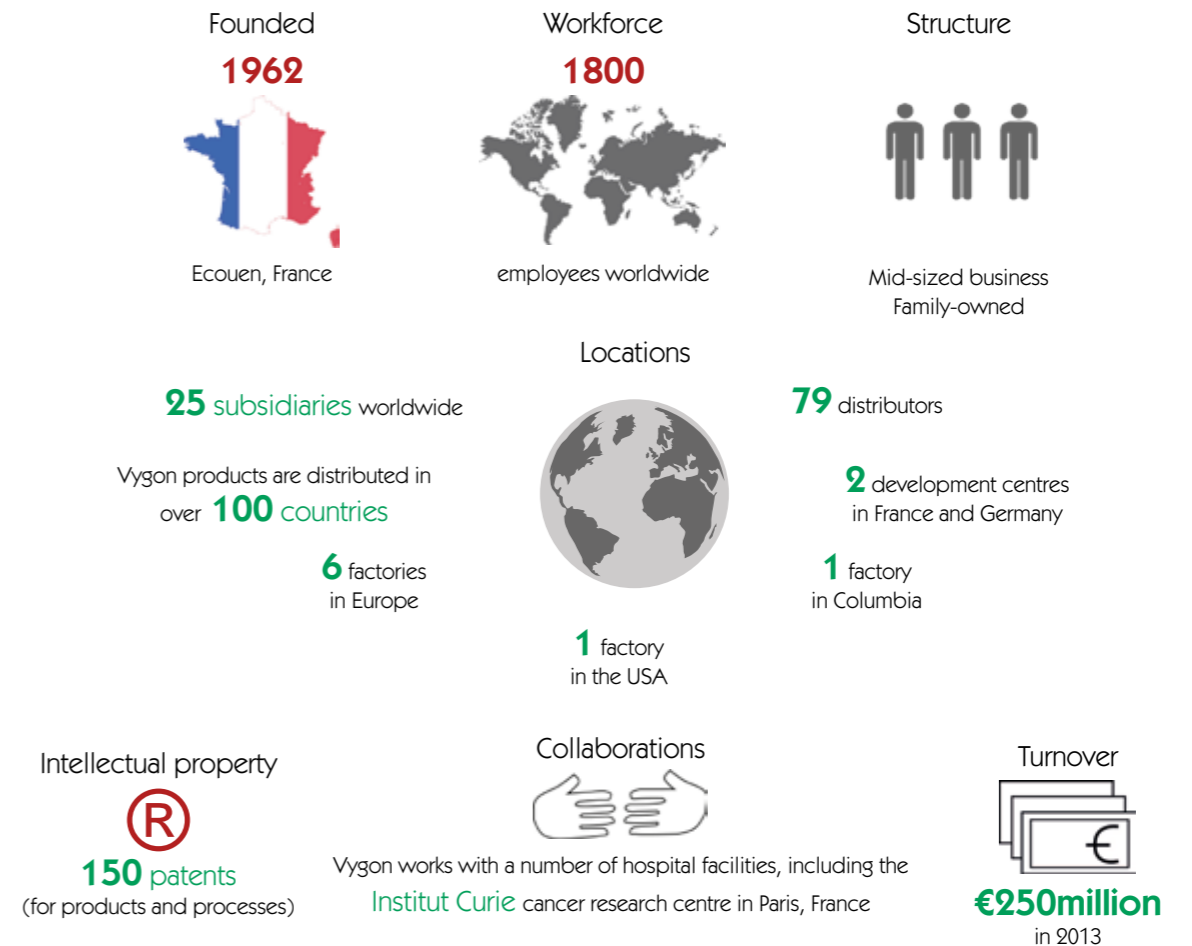 Founded
1962
Ecouen, France
Workforce
1800
employees worldwide
Structure
Mid-sized business
Family-owned
Locations
25 subsidiaries worldwide
79 distributors
Vygon products are distributed in
over 100 countries
2 development centres
in France and Germany
6 factories
in Europe
1 factory
in Columbia
1 factory
in the USA
Intellectual property
®
150 patents
(for products and processes)
Collaborations
Vygon works with a number of hospital facilities, including the
Institut Curie cancer research centre in Paris, France
Turnover
€
€250million
in 2013